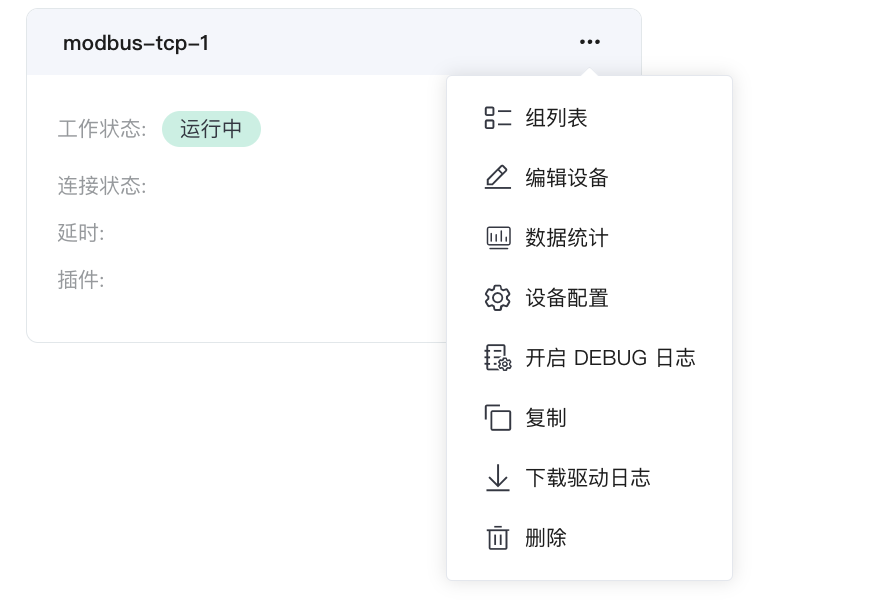 modbus-tcp-1
工作状态: 运行中
连接状态:
延时:
插件:
组列表
编辑设备
数据统计
设备配置
开启 DEBUG 日志
复制
下载驱动日志
删除